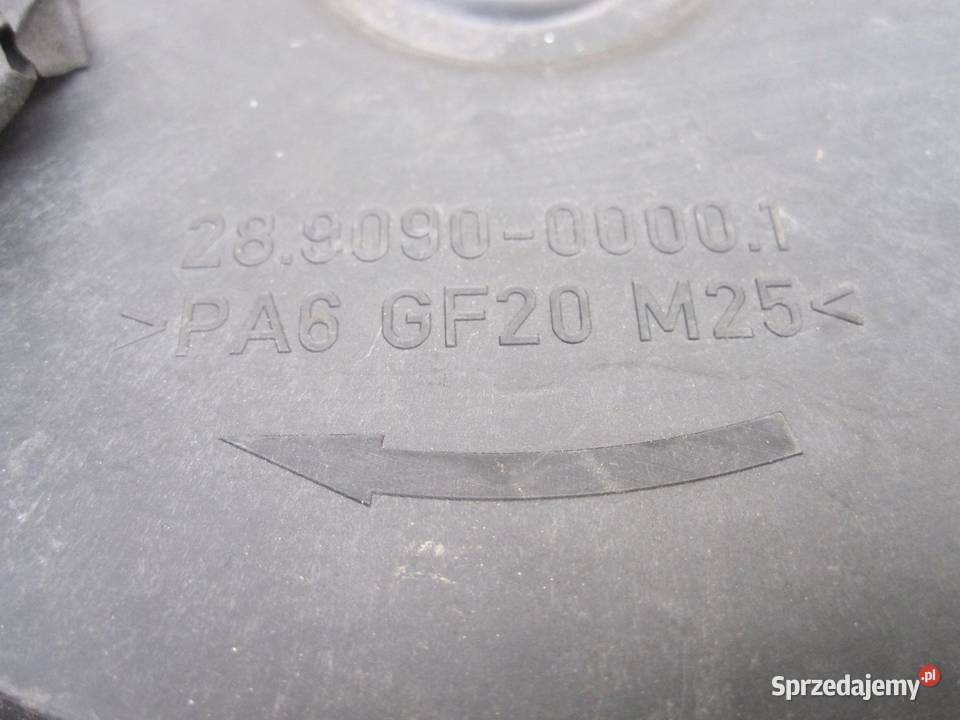 28.9090-0000.1
>PA6 GF20 M25<
Sprzedajemy.pl